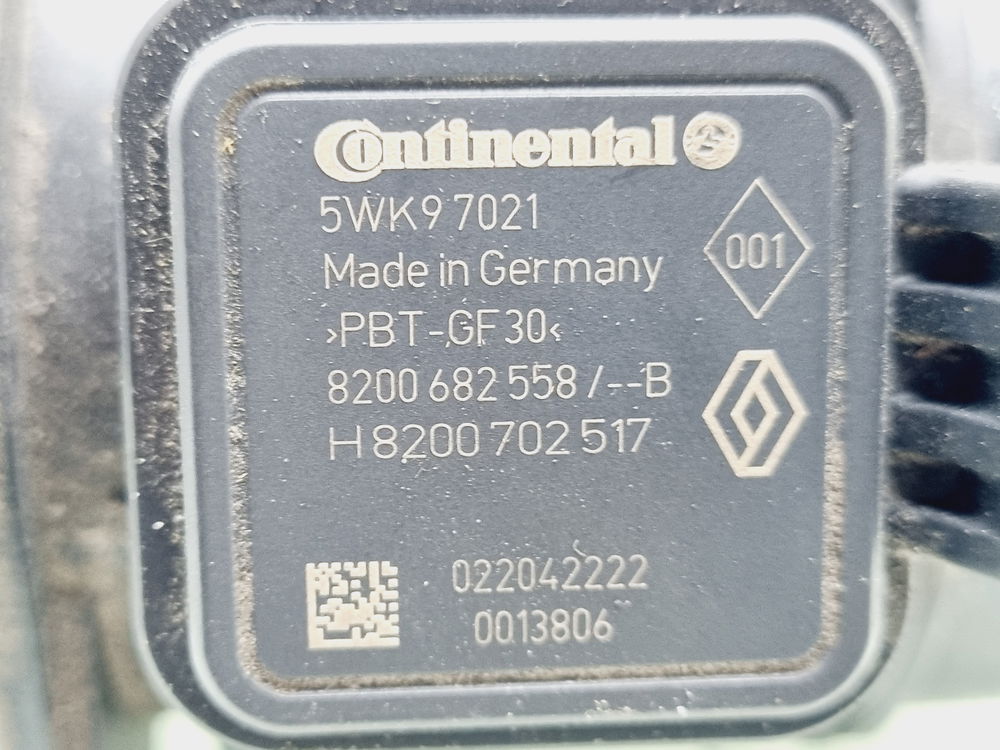 Continental
5WK9 7021
001
Made in Germany
›PBT-GF30‹
8200 682 558 /--B
H 8200 702 517
022042222
0013806